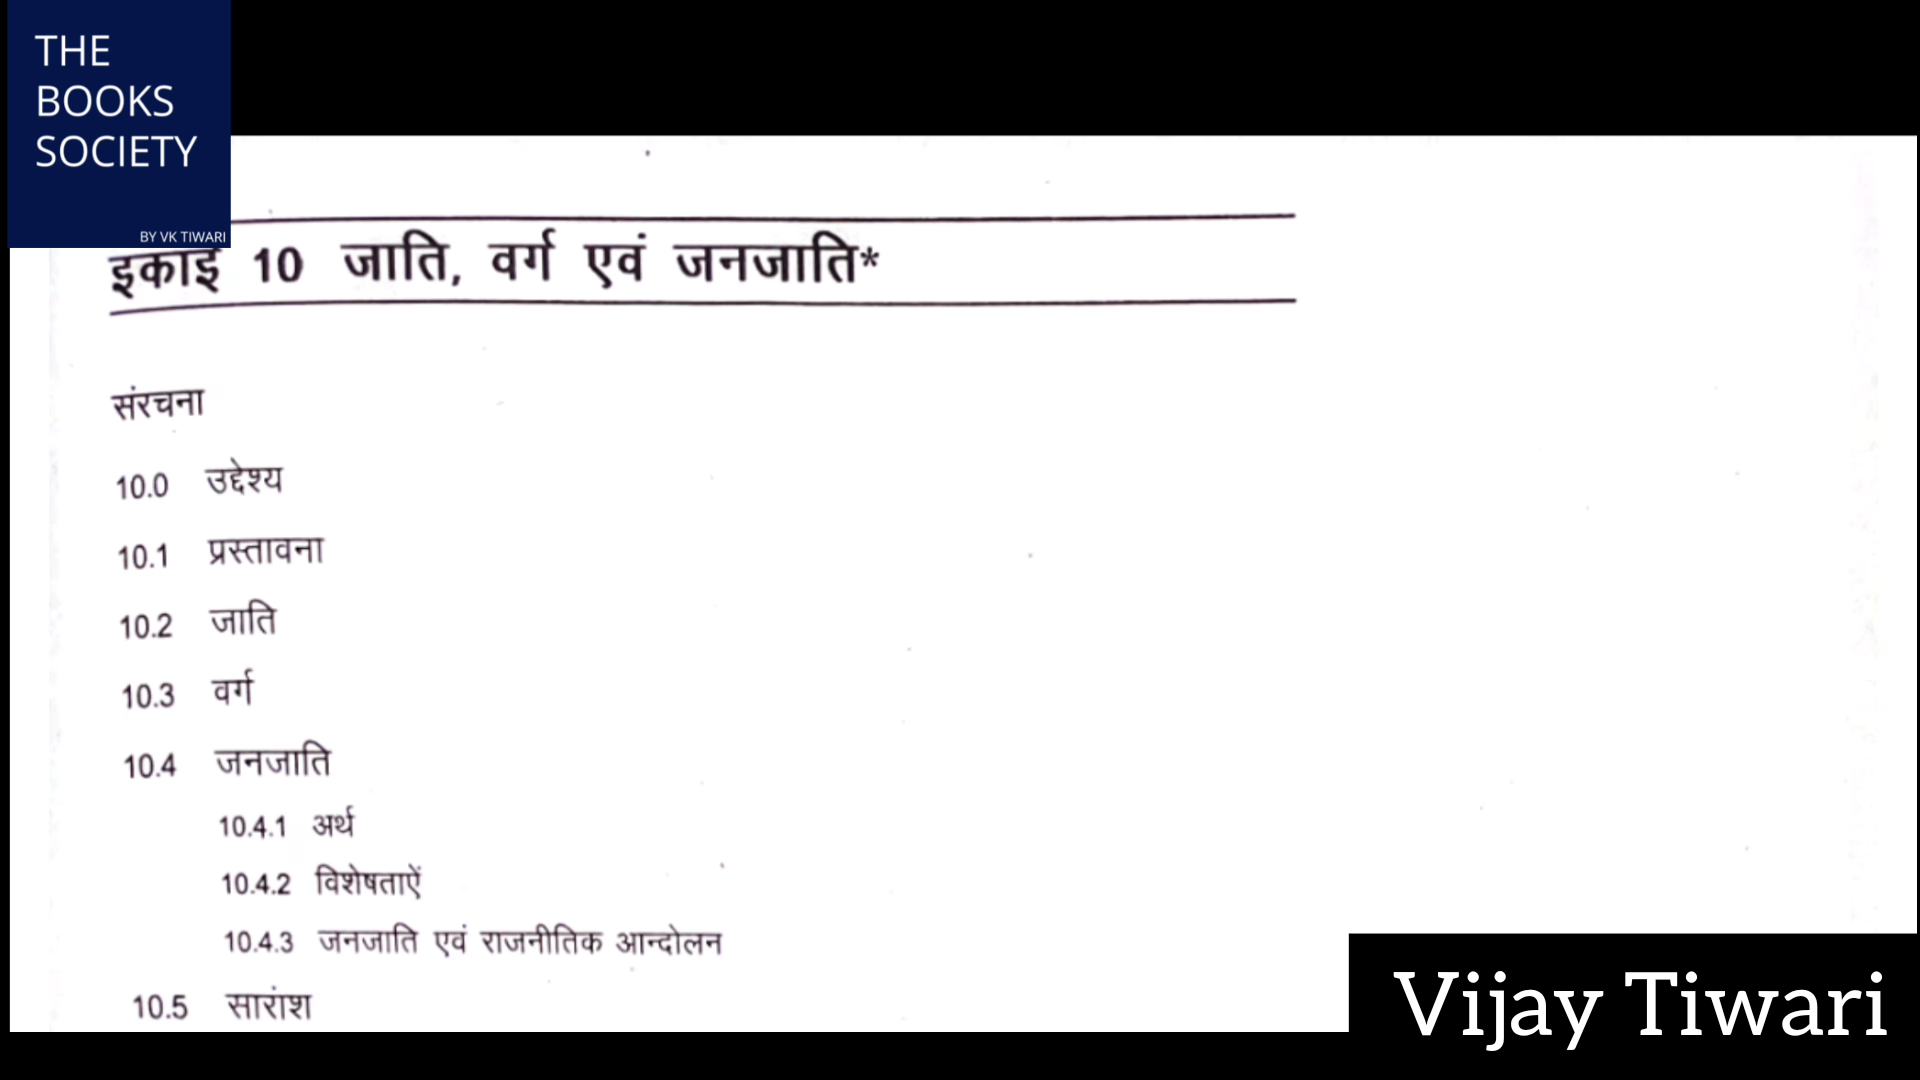 THE
BOOKS
SOCIETY
BY VK TIWARI
इकाई 10 जाति, वर्ग एवं जनजाति*
संरचना
10.0 उद्देश्य
10.1 प्रस्तावना
10.2 जाति
10.3 वर्ग
10.4 जनजाति
10.4.1 अर्थ
10.4.2 विशेषताऐं
10.4.3 जनजाति एवं राजनीतिक आन्दोलन
10.5 सारांश
Vijay Tiwari